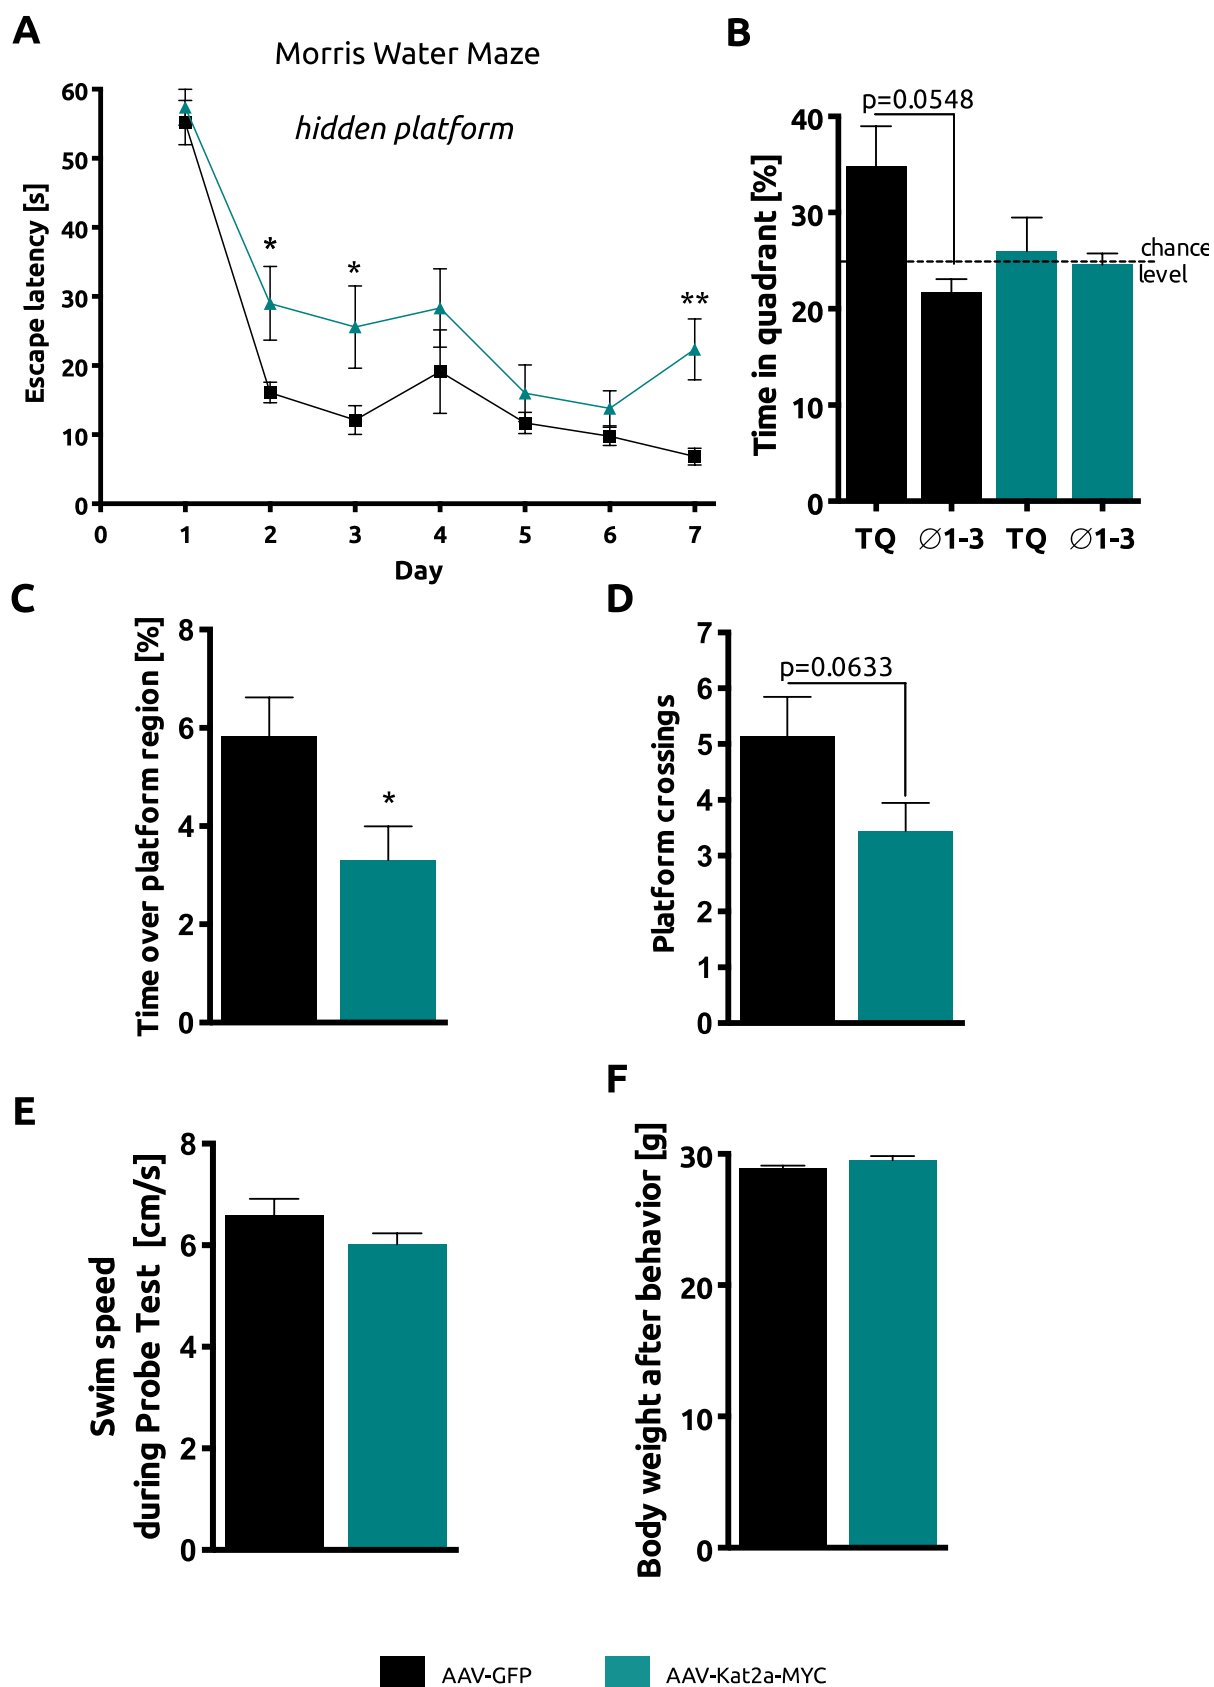 A
Morris Water Maze
hidden platform
Escape latency [s]
60
50
40
30
20
10
0
*
*
**
0 1 2 3 4 5 6 7
Day
B
p=0.0548
Time in quadrant [%]
40
30
20
10
0
chance
level
TQ ∅1-3 TQ ∅1-3
C
Time over platform region [%]
8
6
4
2
0
*
D
Platform crossings
7
6
5
4
3
2
1
0
p=0.0633
E
Swim speed
during Probe Test [cm/s]
8
6
4
2
0
F
Body weight after behavior [g]
30
20
10
0
AAV-GFP
AAV-Kat2a-MYC